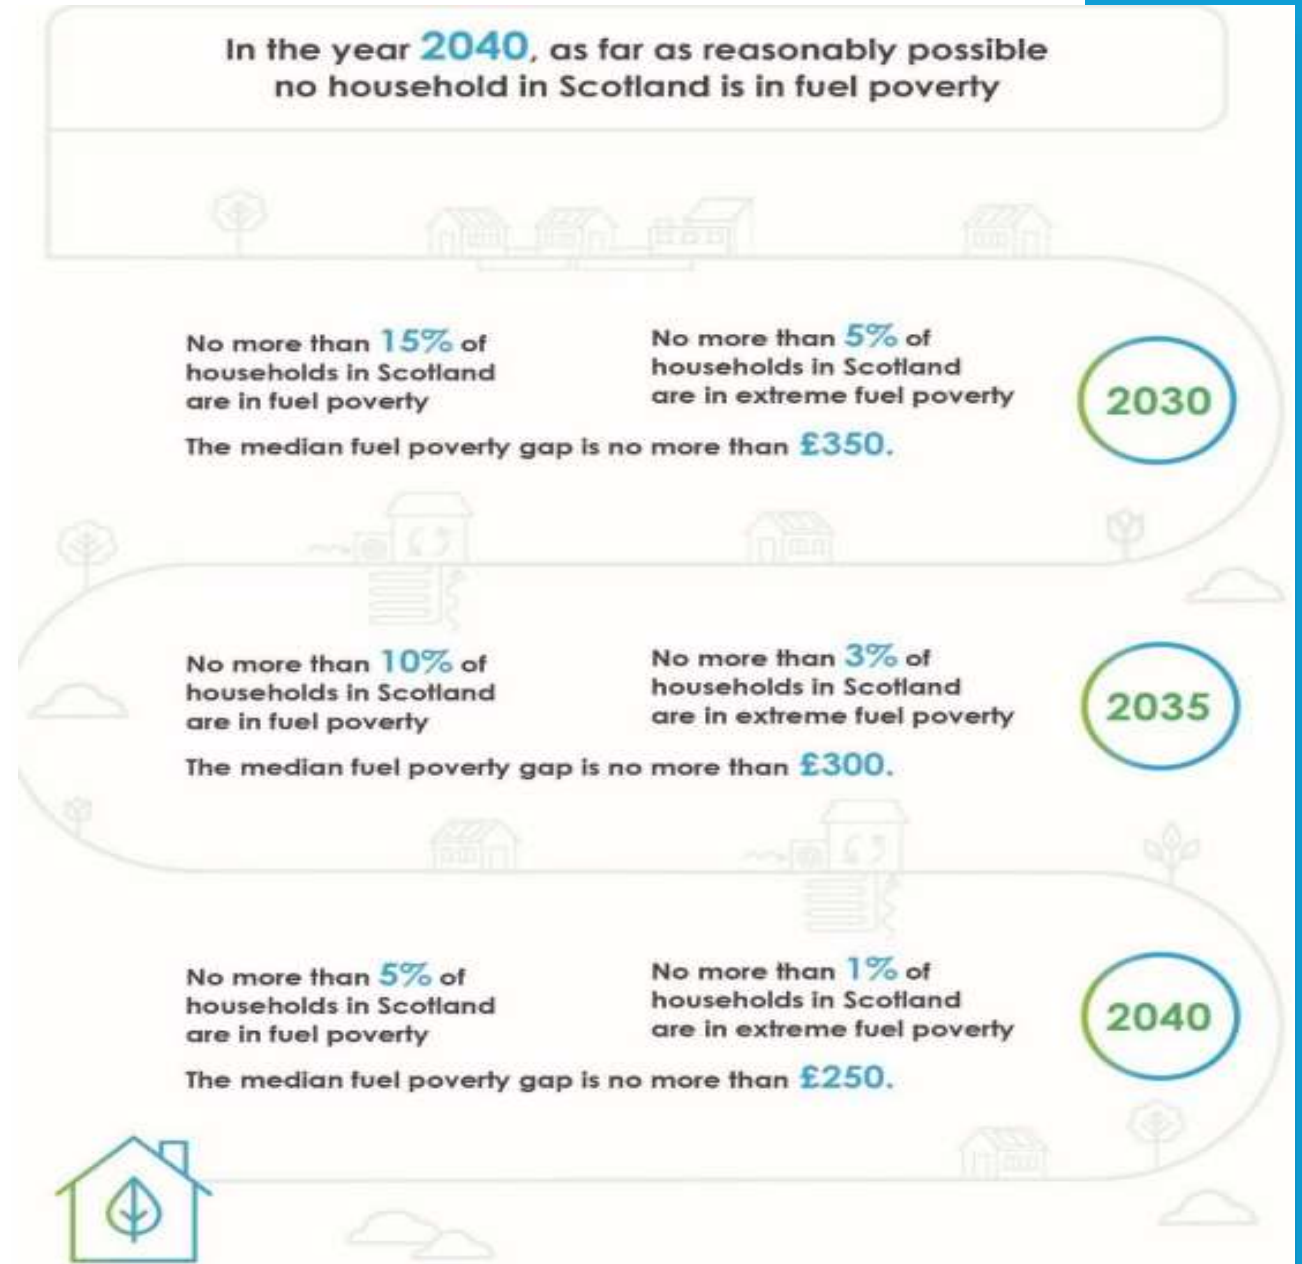 In the year 2040, as far as reasonably possible
no household in Scotland is in fuel poverty
No more than 15% of
households in Scotland
are in fuel poverty
No more than 5% of
households in Scotland
are in extreme fuel poverty
2030
The median fuel poverty gap is no more than £350.
No more than 10% of
households in Scotland
are in fuel poverty
No more than 3% of
households in Scotland
are in extreme fuel poverty
2035
The median fuel poverty gap is no more than £300.
No more than 5% of
households in Scotland
are in fuel poverty
No more than 1% of
households in Scotland
are in extreme fuel poverty
2040
The median fuel poverty gap is no more than £250.